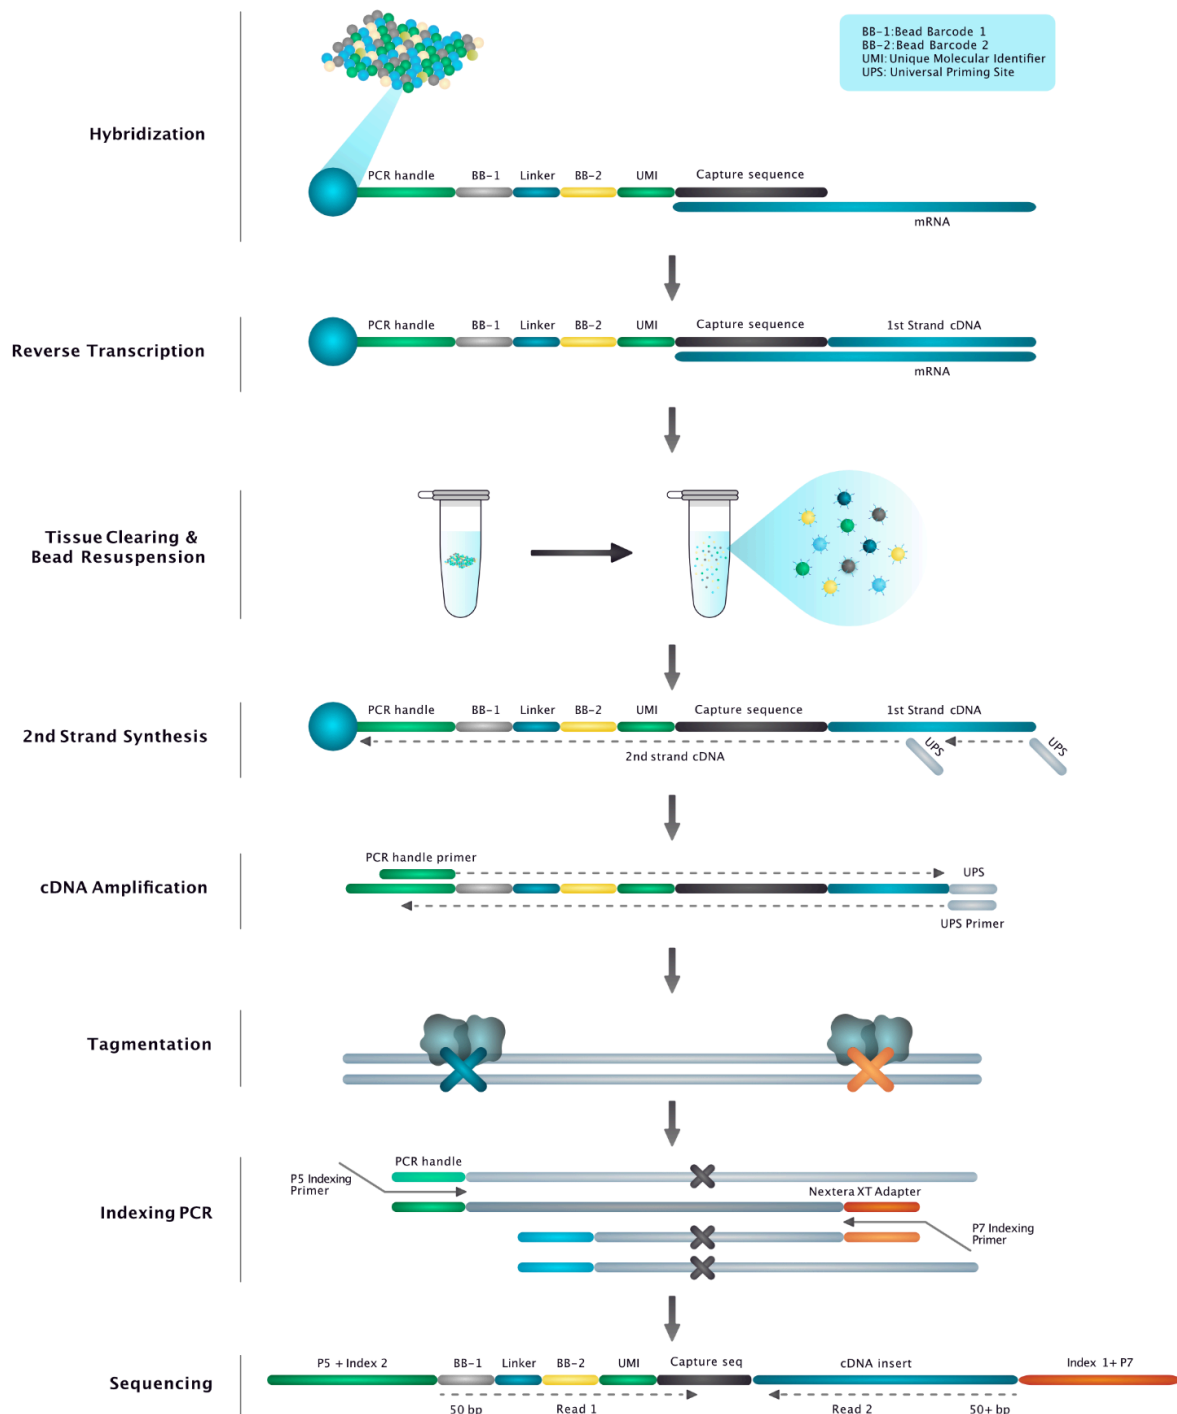 BB-1:Bead Barcode 1
BB-2:Bead Barcode 2
UMI:Unique Molecular Identifier
UPS: Universal Priming Site
Hybridization
PCR handle
BB-1
Linker
BB-2
UMI
Capture sequence
mRNA
Reverse Transcription
PCR handle
BB-1
Linker
BB-2
UMI
Capture sequence
1st Strand cDNA
mRNA
Tissue Clearing &
Bead Resuspension
2nd Strand Synthesis
PCR handle
BB-1
Linker
BB-2
UMI
Capture sequence
1st Strand cDNA
2nd strand cDNA
UPS
UPS
cDNA Amplification
PCR handle primer
UPS
UPS Primer
Tagmentation
Indexing PCR
PCR handle
P5 Indexing
Primer
Nextera XT Adapter
P7 Indexing
Primer
Sequencing
P5 + Index 2
BB-1
Linker
BB-2
UMI
Capture seq
cDNA insert
Index 1+ P7
50 bp
Read 1
Read 2
50+ bp